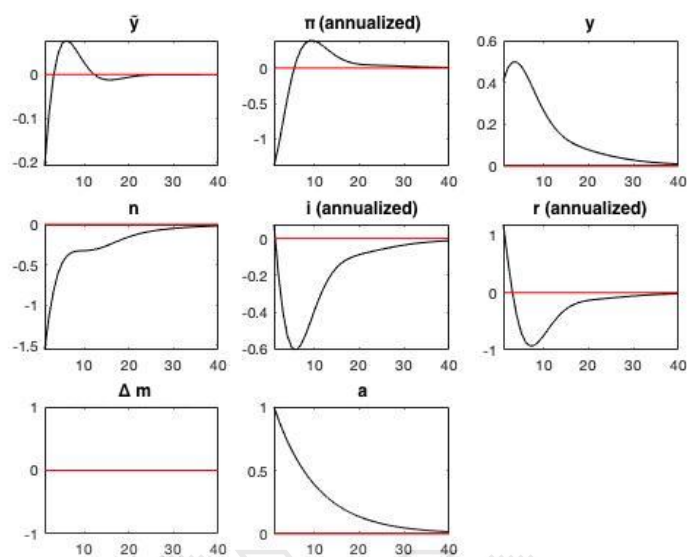 ỹ π (annualized) y
0 -0.1 -0.2 10 20 30 40
0 -0.5 -1 10 20 30 40
0.6 0.4 0.2 0 10 20 30 40
n i (annualized) r (annualized)
0 -0.5 -1 -1.5 10 20 30 40
0 -0.2 -0.4 -0.6 10 20 30 40
1 0 -1 10 20 30 40
Δ m a
1 0 -1 10 20 30 40
1 0.5 0 10 20 30 40